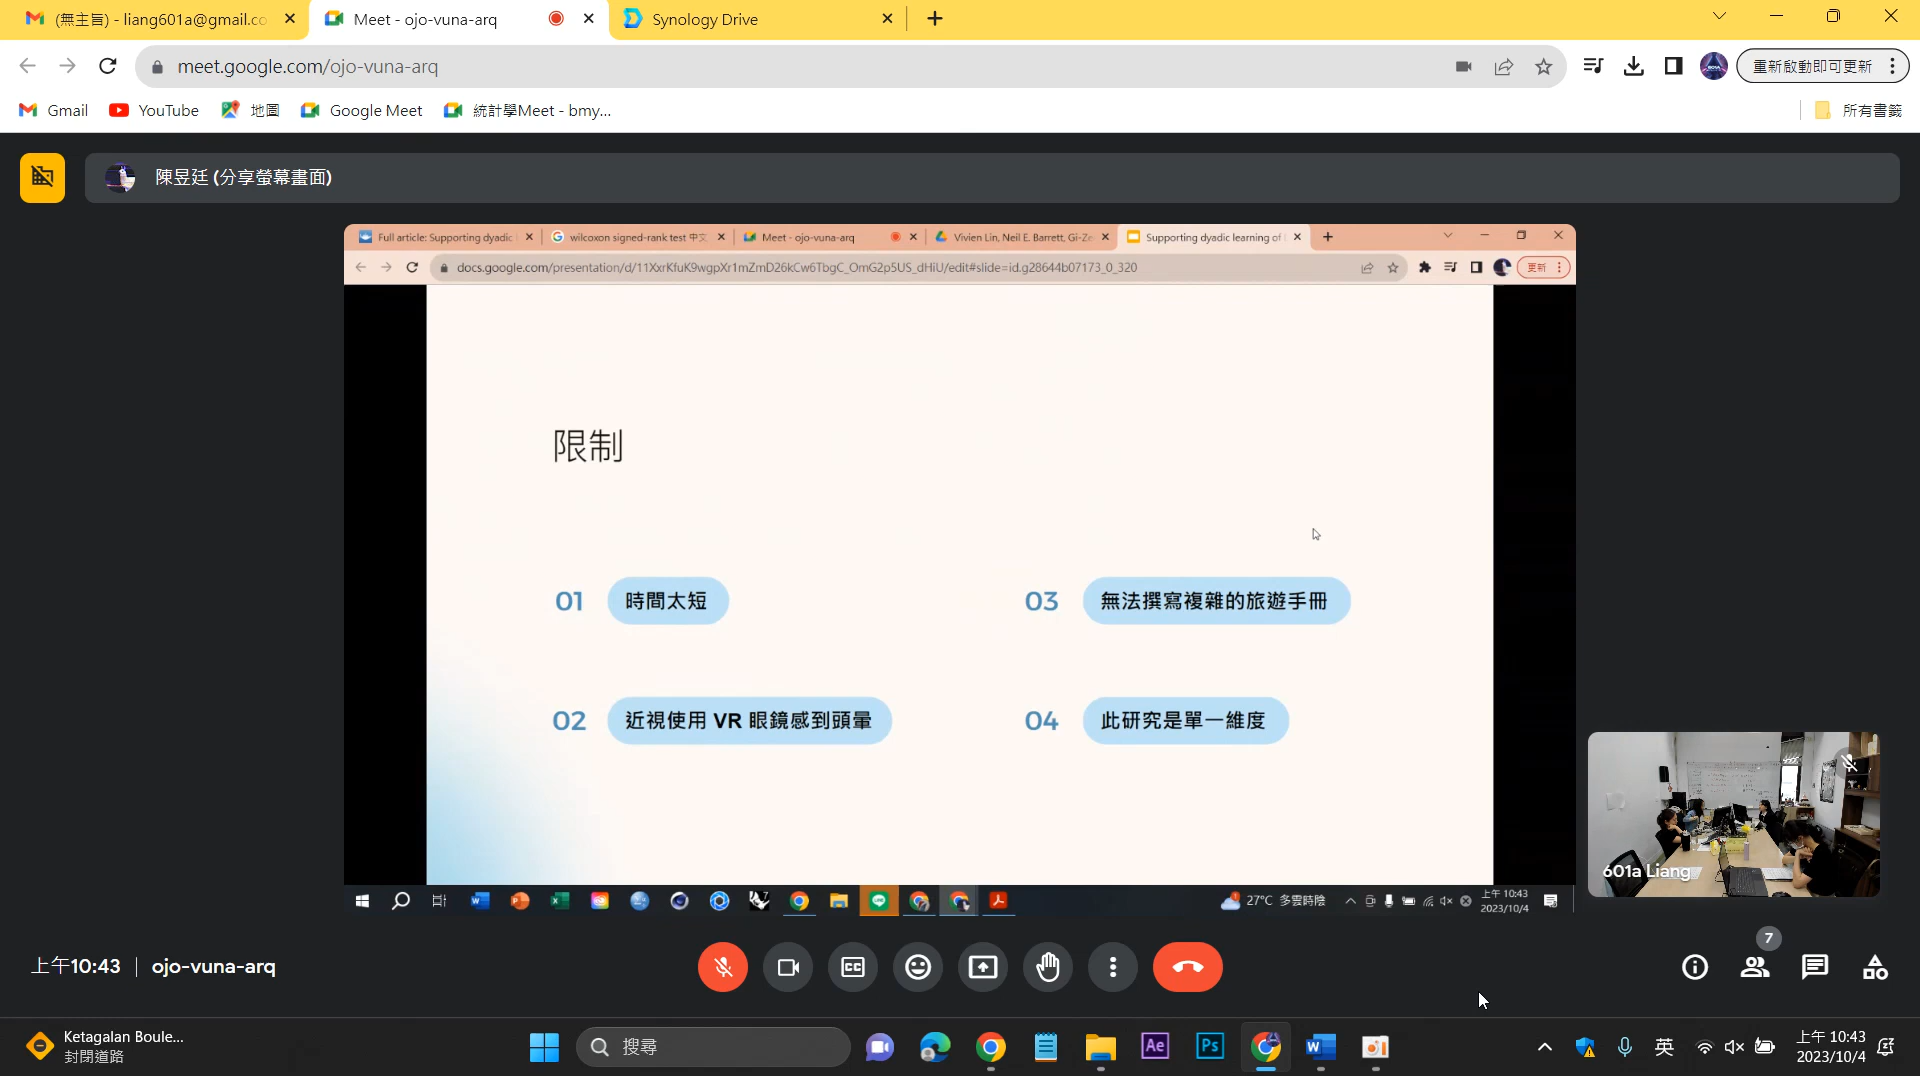 (無主旨) - liang601a@gmail.co
Meet - ojo-vuna-arq
Synology Drive
meet.google.com/ojo-vuna-arq
重新啟動即可更新
Gmail
YouTube
地圖
Google Meet
統計學Meet - bmy...
所有書籤
陳昱廷 (分享螢幕畫面)
Full article: Supporting dyadic
wilcoxon signed-rank test 中文
Meet - ojo-vuna-arq
Vivien Lin, Neil E. Barrett, Gi-Ze
Supporting dyadic learning of
docs.google.com/presentation/d/11XxrKfuK9wgpXr1mZmD26kCw6TbgC_OmG2p5US_dHiU/edit#slide=id.g28644b07173_0_320
更新
限制
01 時間太短
03 無法撰寫複雜的旅遊手冊
02 近視使用 VR 眼鏡感到頭暈
04 此研究是單一維度
601a Liang
27°C 多雲時陰
上午 10:43
2023/10/4
上午10:43 | ojo-vuna-arq
CC
7
Ketagalan Boule...
封閉道路
搜尋
Ae
Ps
英
上午 10:43
2023/10/4